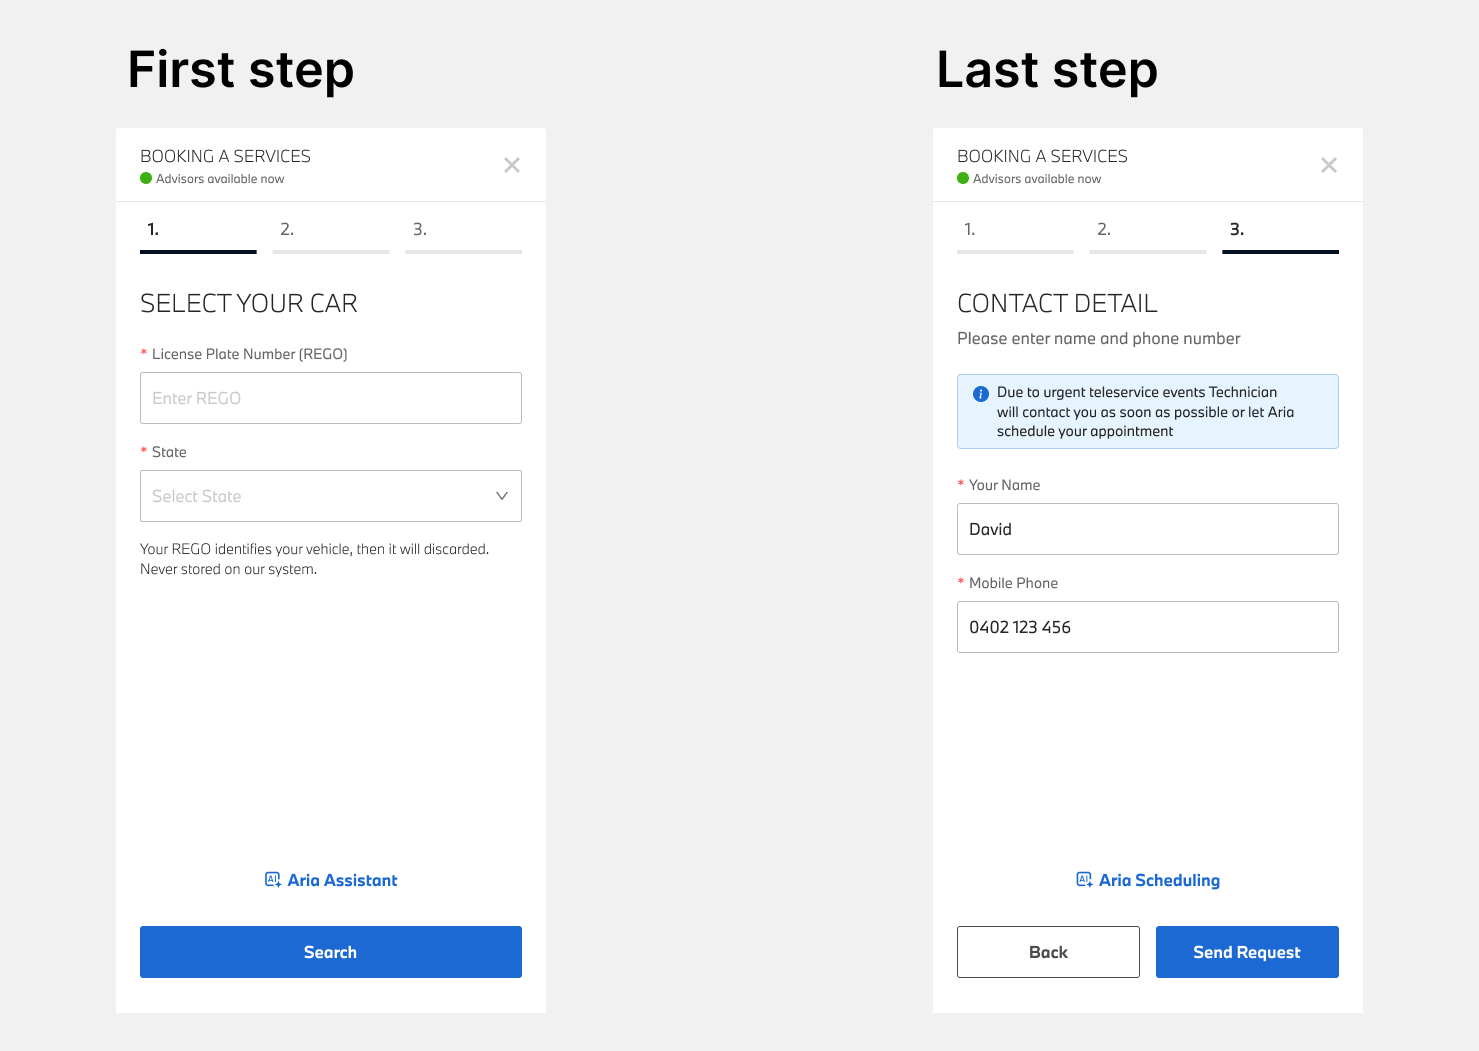 First step
BOOKING A SERVICES
Advisors available now
1.
2.
3.
SELECT YOUR CAR
* License Plate Number (REGO)
Enter REGO
* State
Select State
Your REGO identifies your vehicle, then it will discarded.
Never stored on our system.
AI Aria Assistant
Search
Last step
BOOKING A SERVICES
Advisors available now
1.
2.
3.
CONTACT DETAIL
Please enter name and phone number
i Due to urgent teleservice events Technician
will contact you as soon as possible or let Aria
schedule your appointment
* Your Name
David
* Mobile Phone
0402 123 456
AI Aria Scheduling
Back
Send Request